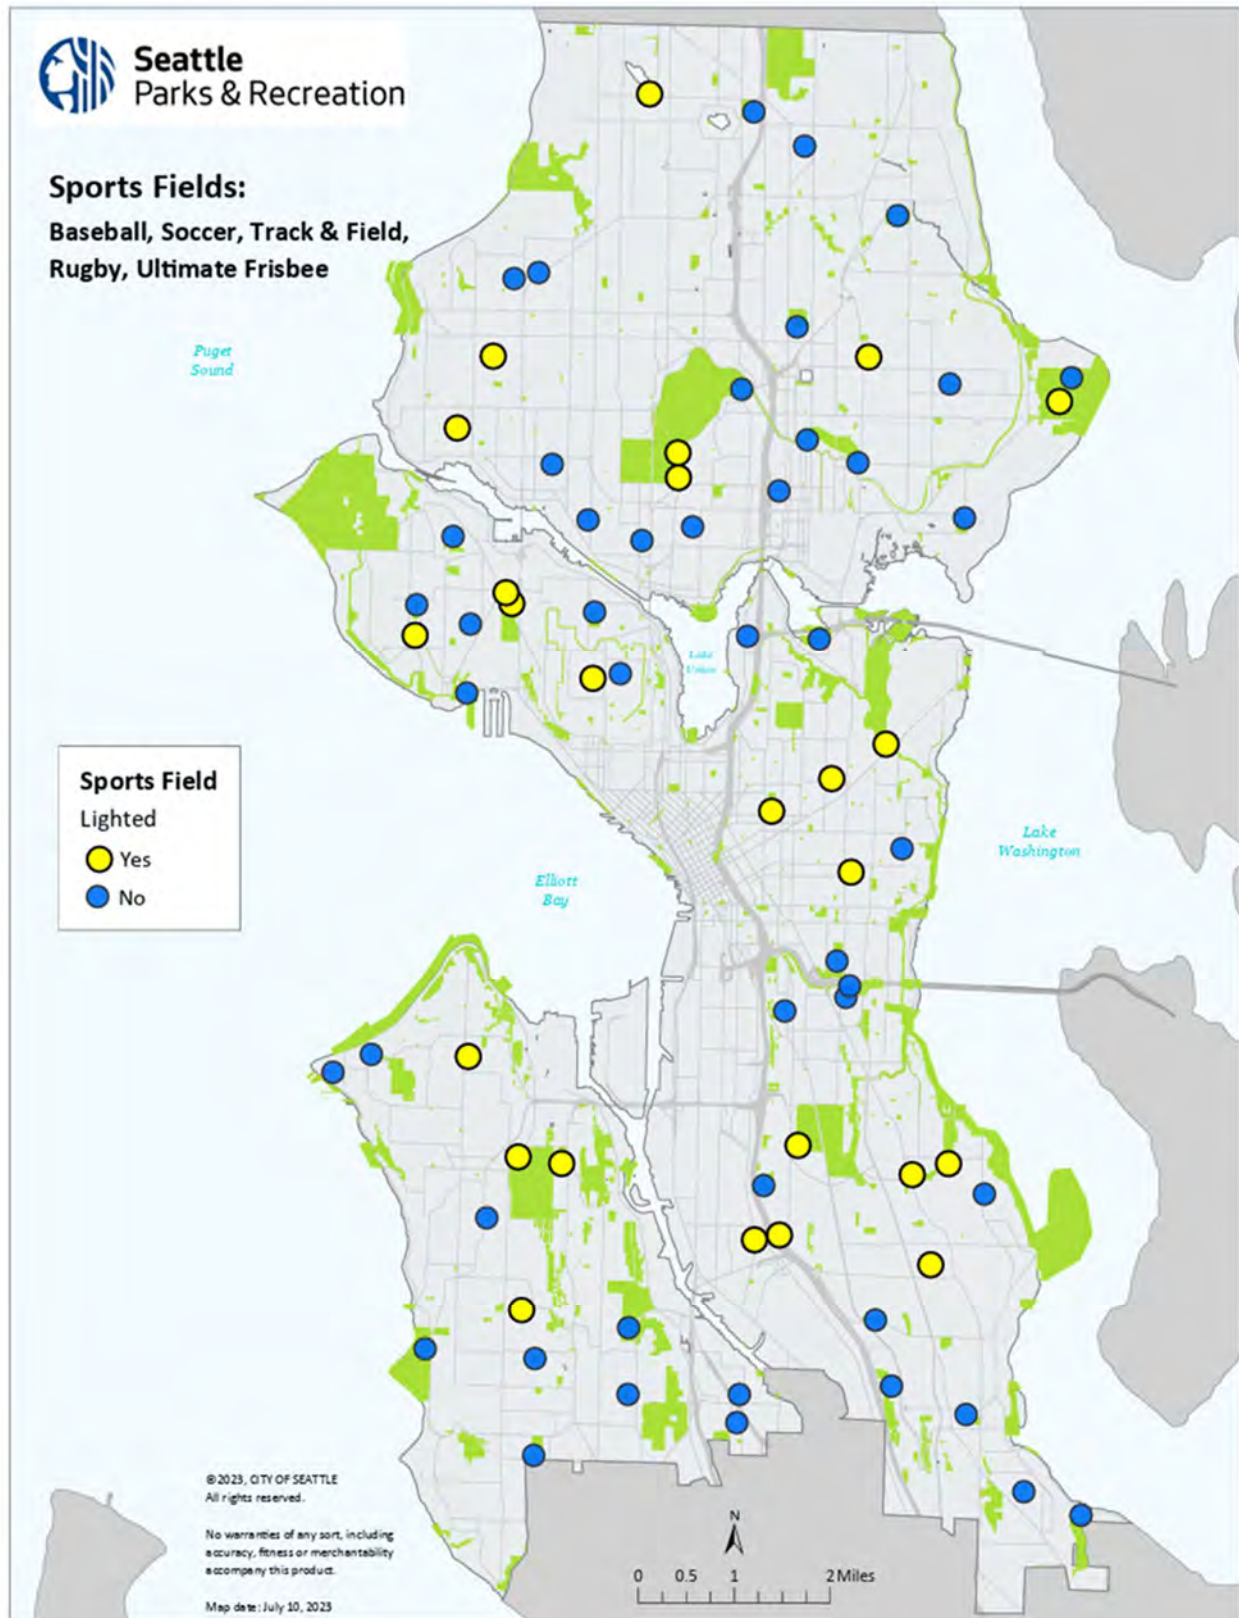 Seattle
Parks & Recreation
Sports Fields:
Baseball, Soccer, Track & Field,
Rugby, Ultimate Frisbee
Puget
Sound
Lake
Union
Sports Field
Lighted
Yes
No
Lake
Washington
Elliott
Bay
©2023, CITY OF SEATTLE
All rights reserved.
No warranties of any sort, including
accuracy, fitness or merchantability
accompany this product.
Map date: July 10, 2023
N
0 0.5 1 2 Miles